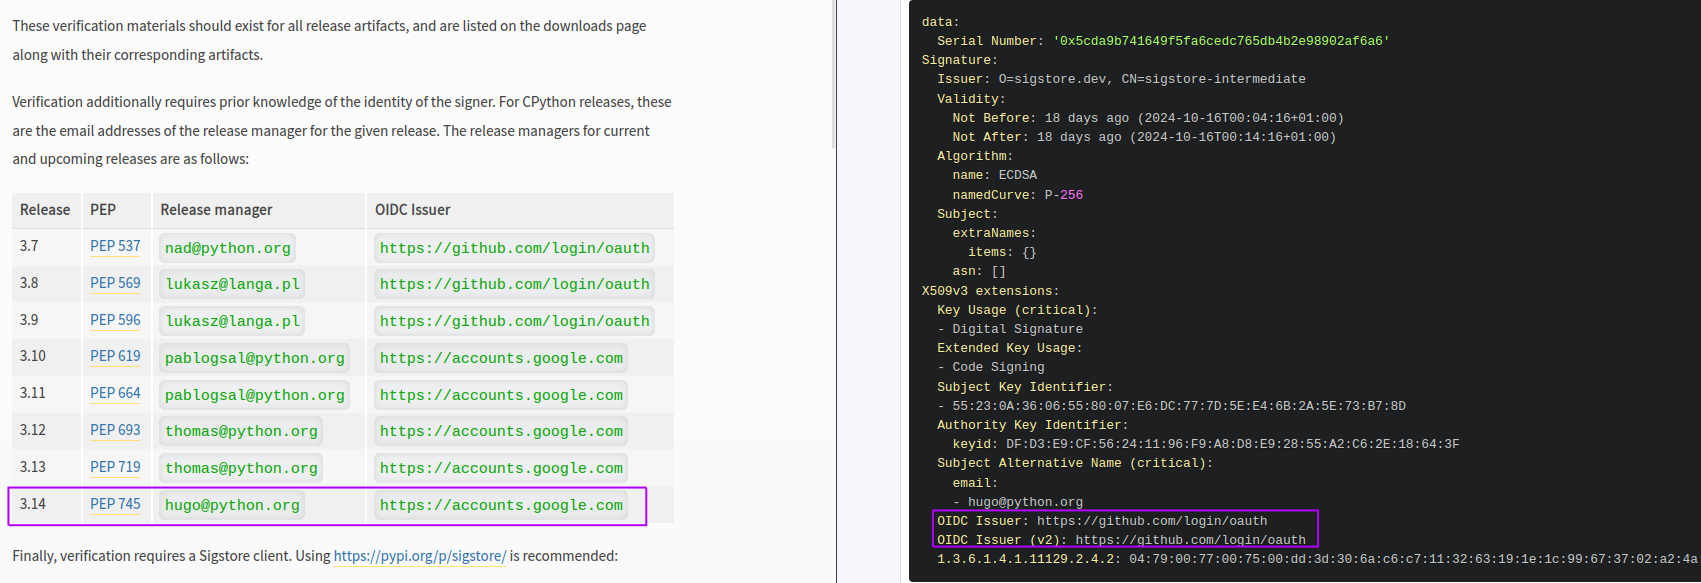 These verification materials should exist for all release artifacts, and are listed on the downloads page
along with their corresponding artifacts.
Verification additionally requires prior knowledge of the identity of the signer. For CPython releases, these
are the email addresses of the release manager for the given release. The release managers for current
and upcoming releases are as follows:
Release PEP Release manager OIDC Issuer
3.7 PEP 537 nad@python.org https://github.com/login/oauth
3.8 PEP 569 lukasz@langa.pl https://github.com/login/oauth
3.9 PEP 596 lukasz@langa.pl https://github.com/login/oauth
3.10 PEP 619 pablogsal@python.org https://accounts.google.com
3.11 PEP 664 pablogsal@python.org https://accounts.google.com
3.12 PEP 693 thomas@python.org https://accounts.google.com
3.13 PEP 719 thomas@python.org https://accounts.google.com
3.14 PEP 745 hugo@python.org https://accounts.google.com
Finally, verification requires a Sigstore client. Using https://pypi.org/p/sigstore/ is recommended:
data:
Serial Number: '0x5cda9b741649f5fa6cedc765db4b2e98902af6a6'
Signature:
Issuer: O=sigstore.dev, CN=sigstore-intermediate
Validity:
Not Before: 18 days ago (2024-10-16T00:04:16+01:00)
Not After: 18 days ago (2024-10-16T00:14:16+01:00)
Algorithm:
name: ECDSA
namedCurve: P-256
Subject:
extraNames:
items: {}
asn: []
X509v3 extensions:
Key Usage (critical):
- Digital Signature
Extended Key Usage:
- Code Signing
Subject Key Identifier:
- 55:23:0A:36:06:55:80:07:E6:DC:77:7D:5E:E4:6B:2A:5E:73:B7:8D
Authority Key Identifier:
keyid: DF:D3:E9:CF:56:24:11:96:F9:A8:D8:E9:28:55:A2:C6:2E:18:64:3F
Subject Alternative Name (critical):
email:
- hugo@python.org
OIDC Issuer: https://github.com/login/oauth
OIDC Issuer (v2): https://github.com/login/oauth
1.3.6.1.4.1.11129.2.4.2: 04:79:00:77:00:75:00:dd:3d:30:6a:c6:c7:11:32:63:19:1e:1c:99:67:37:02:a2:4a